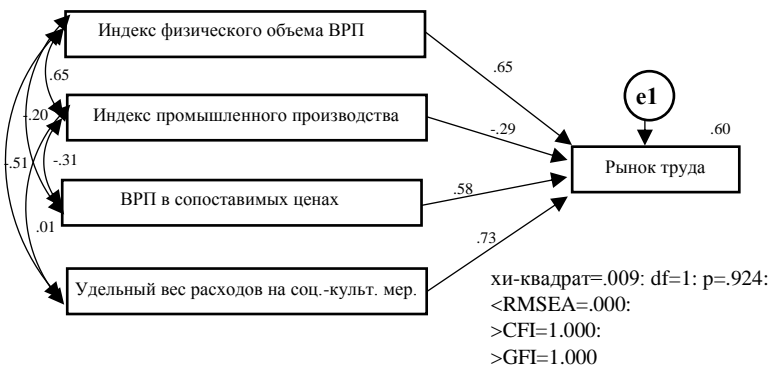 Индекс физического объема ВРП
.65
.65
e1
-.20
Индекс промышленного производства
-.29
.60
Рынок труда
-.51
-.31
ВРП в сопоставимых ценах
.58
.01
.73
Удельный вес расходов на соц.-культ. мер.
хи-квадрат=.009: df=1: p=.924:
<RMSEA=.000:
>CFI=1.000:
>GFI=1.000